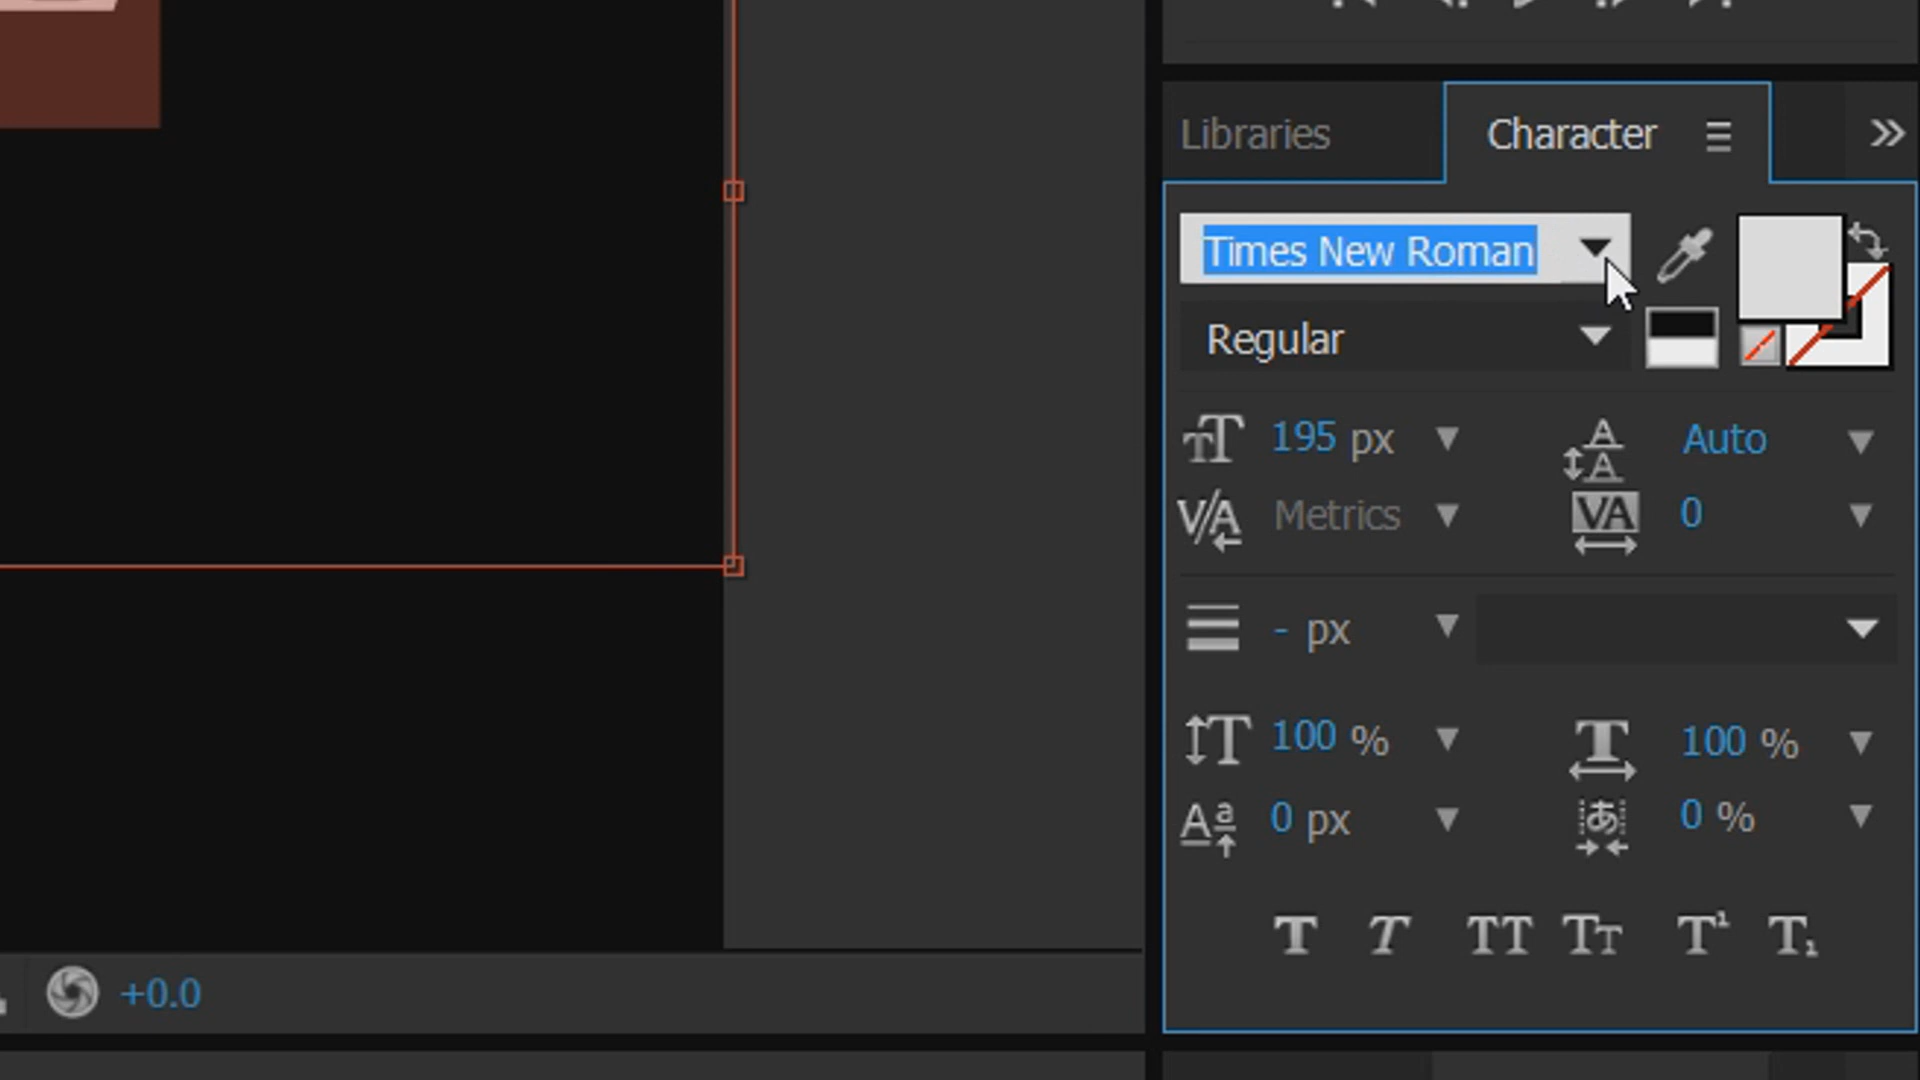 Libraries
Character
Times New Roman
Regular
195 px
Auto
Metrics
0
- px
100 %
100 %
0 px
0 %
+0.0